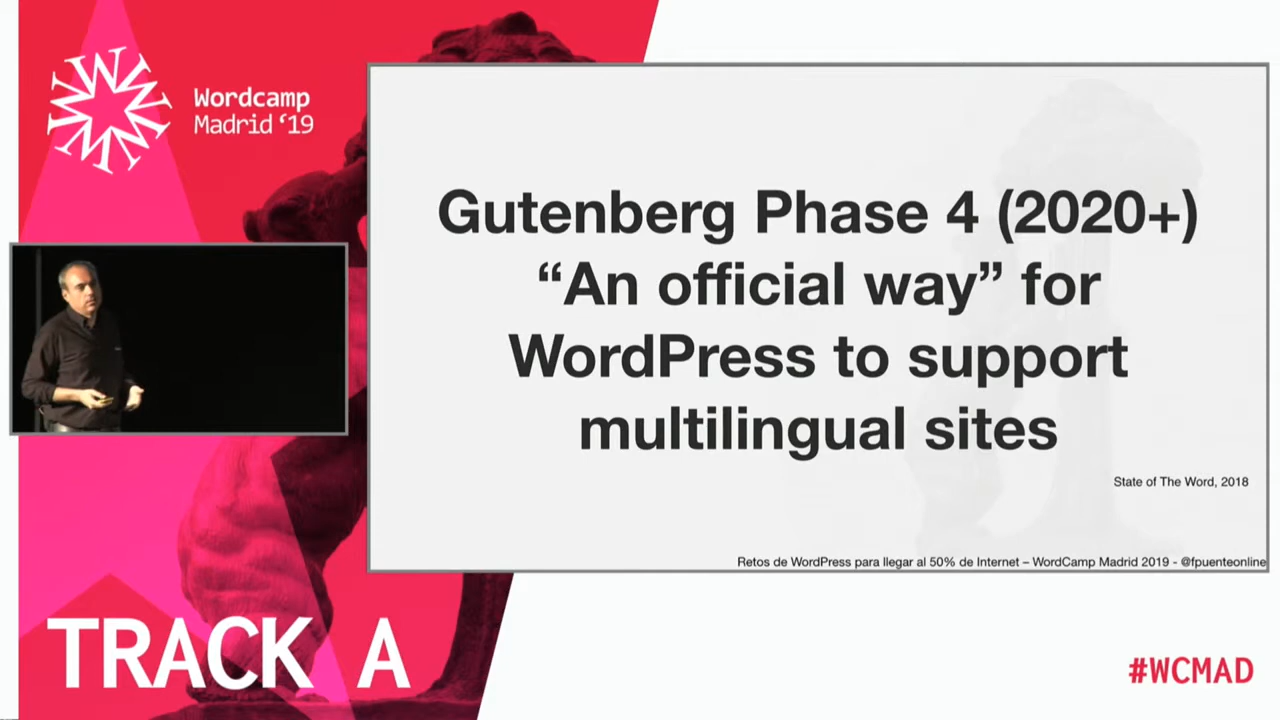 Wordcamp
Madrid ‘19
Gutenberg Phase 4 (2020+)
“An official way” for
WordPress to support
multilingual sites
State of The Word, 2018
Retos de WordPress para llegar al 50% de Internet – WordCamp Madrid 2019 - @fpuenteonline
TRACK A
#WCMAD